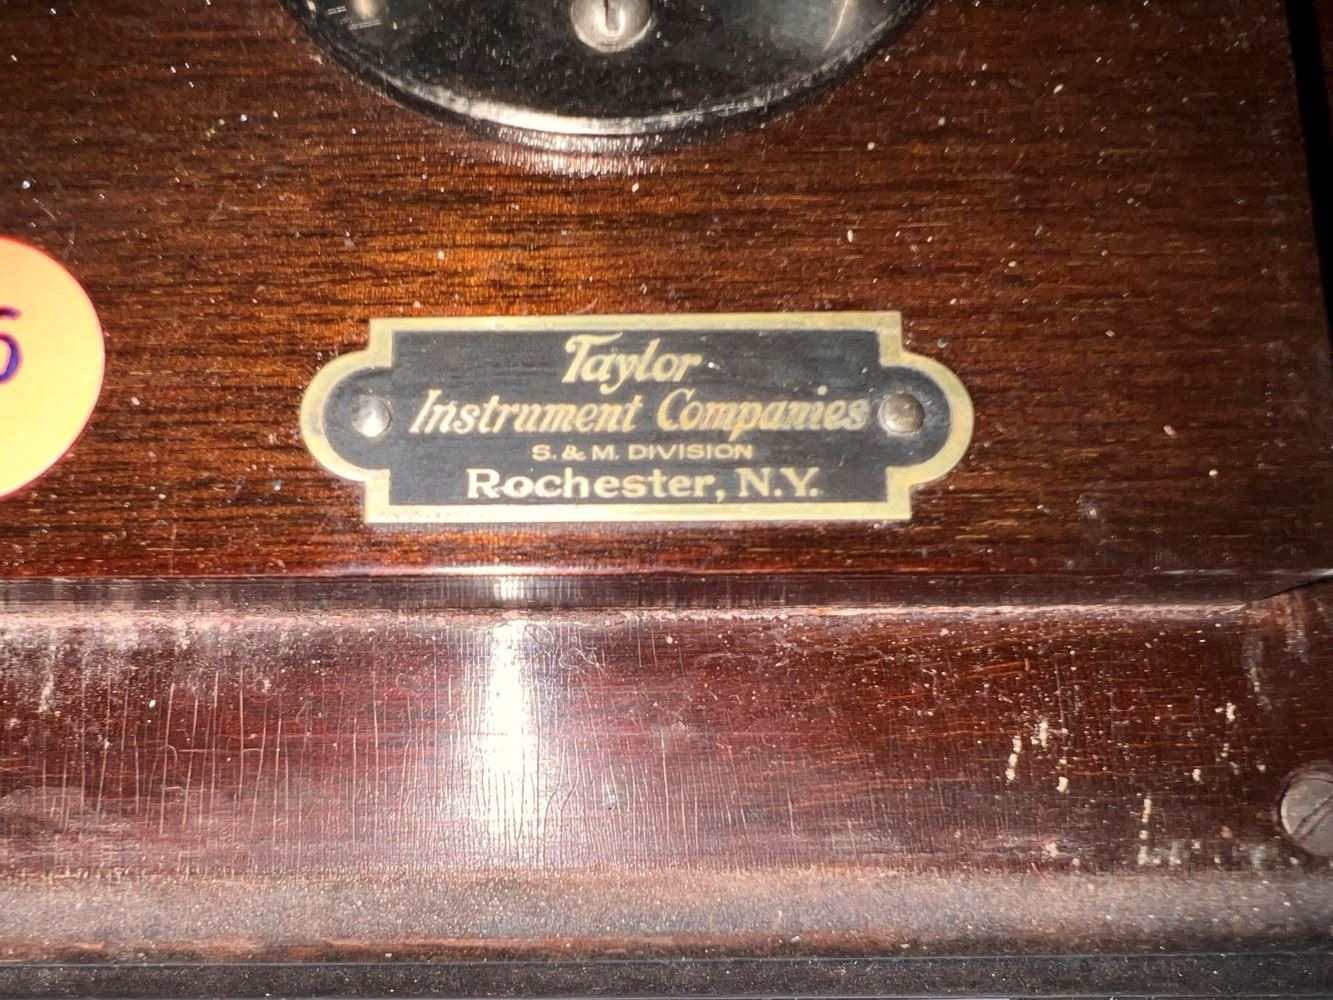 Taylor
Instrument Companies
S. & M. DIVISION
Rochester, N.Y.